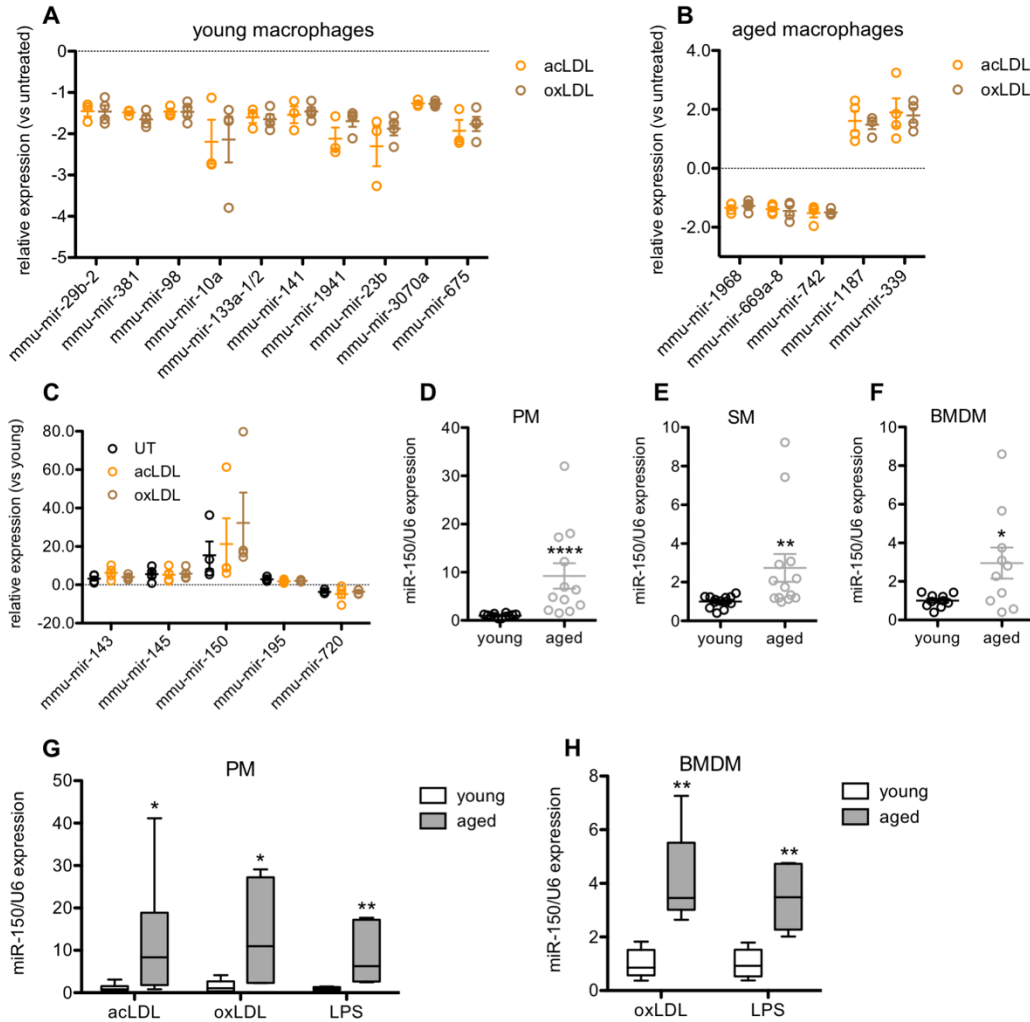 A
young macrophages
relative expression (vs untreated)
0
-1
-2
-3
-4
-5
acLDL
oxLDL
mmu-mir-29b-2
mmu-mir-381
mmu-mir-98
mmu-mir-10a
mmu-mir-133a-1/2
mmu-mir-141
mmu-mir-1941
mmu-mir-23b
mmu-mir-3070a
mmu-mir-675
B
aged macrophages
relative expression (vs untreated)
4.0
2.0
0.0
-2.0
acLDL
oxLDL
mmu-mir-1968
mmu-mir-669a-8
mmu-mir-742
mmu-mir-1187
mmu-mir-339
C
relative expression (vs young)
80.0
60.0
40.0
20.0
0.0
-20.0
UT
acLDL
oxLDL
mmu-mir-143
mmu-mir-145
mmu-mir-150
mmu-mir-195
mmu-mir-720
D
PM
miR-150/U6 expression
40
30
20
10
0
****
young
aged
E
SM
miR-150/U6 expression
10
8
6
4
2
0
**
young
aged
F
BMDM
miR-150/U6 expression
10
8
6
4
2
0
*
young
aged
G
PM
miR-150/U6 expression
50
40
30
20
10
0
*
*
**
young
aged
acLDL
oxLDL
LPS
H
BMDM
miR-150/U6 expression
8
6
4
2
0
**
**
young
aged
oxLDL
LPS